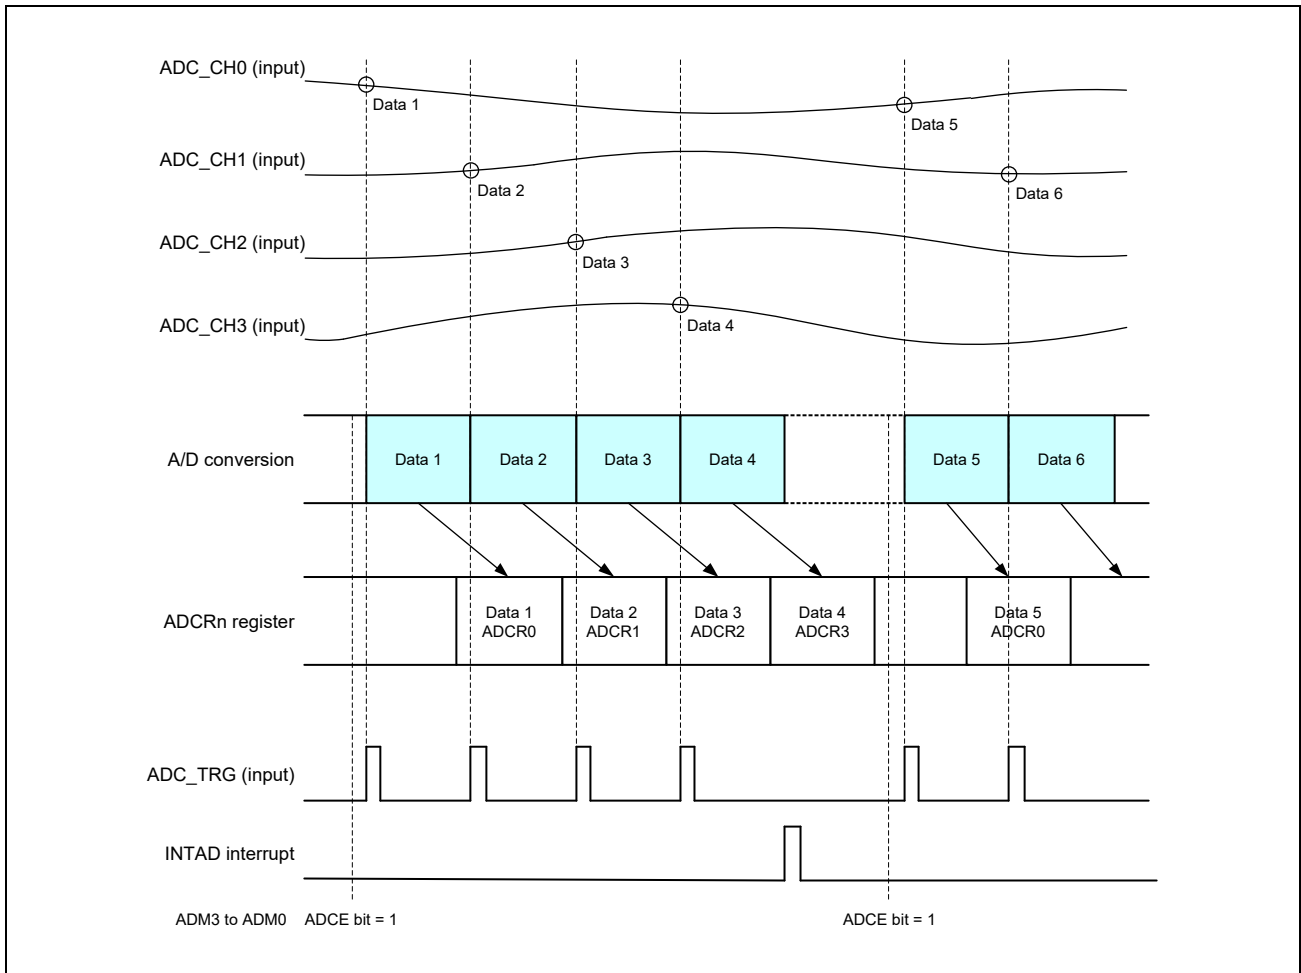 ADC_CH0 (input)
Data 1
Data 5
ADC_CH1 (input)
Data 2
Data 6
ADC_CH2 (input)
Data 3
ADC_CH3 (input)
Data 4
A/D conversion
Data 1
Data 2
Data 3
Data 4
Data 5
Data 6
ADCRn register
Data 1
ADCR0
Data 2
ADCR1
Data 3
ADCR2
Data 4
ADCR3
Data 5
ADCR0
ADC_TRG (input)
INTAD interrupt
ADM3 to ADM0 ADCE bit = 1
ADCE bit = 1